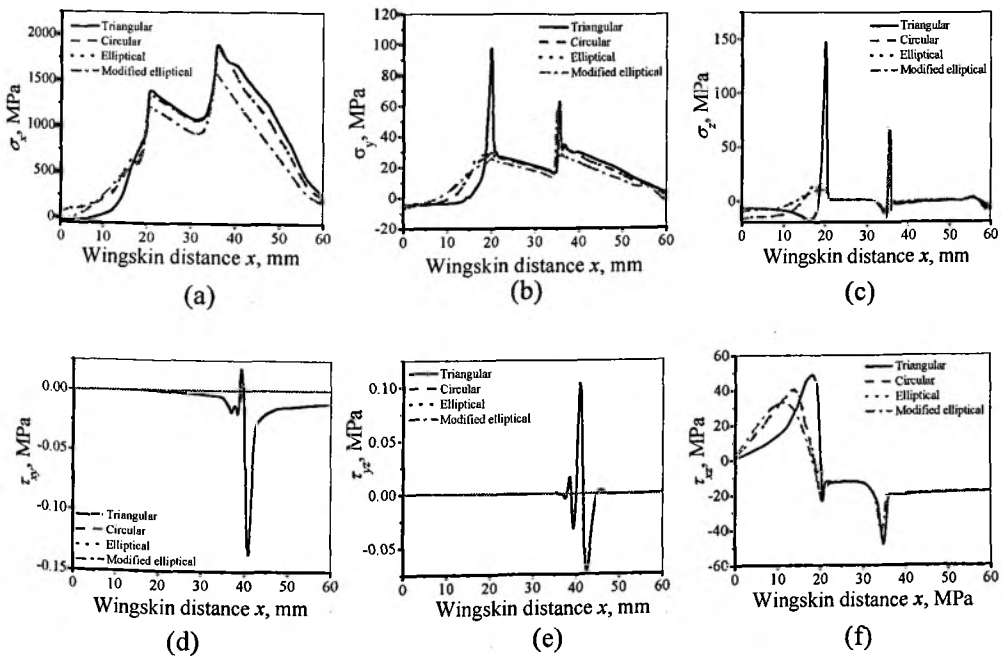 2000
1500
1000
500
0
σx, MPa
Triangular
Circular
Elliptical
Modified elliptical
0 10 20 30 40 50 60
Wingskin distance x, mm
(a)
120
100
80
60
40
20
0
-20
σy, MPa
Triangular
Circular
Elliptical
Modified elliptical
0 10 20 30 40 50 60
Wingskin distance x, mm
(b)
150
100
50
0
σz, MPa
Triangular
Circular
Elliptical
Modified elliptical
0 10 20 30 40 50 60
Wingskin distance x, mm
(c)
0.00
-0.05
-0.10
-0.15
τxy, MPa
Triangular
Circular
Elliptical
Modified elliptical
0 10 20 30 40 50 60
Wingskin distance x, mm
(d)
0.10
0.05
0.00
-0.05
τyz, MPa
Triangular
Circular
Elliptical
Modified elliptical
0 10 20 30 40 50 60
Wingskin distance x, mm
(e)
60
40
20
0
-20
-40
-60
τxz, MPa
Triangular
Circular
Elliptical
Modified elliptical
0 10 20 30 40 50 60
Wingskin distance x, MPa
(f)